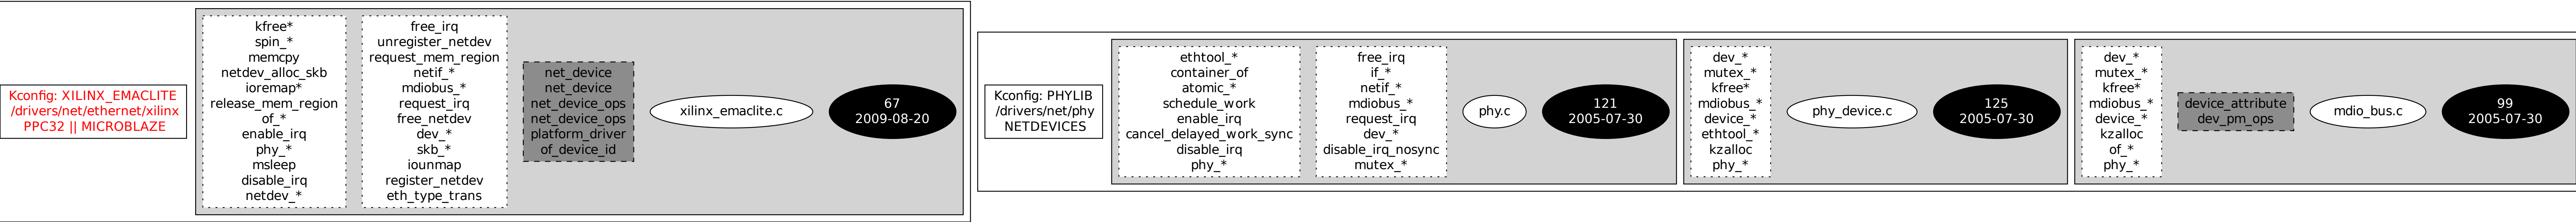 Kconfig: XILINX_EMACLITE
/drivers/net/ethernet/xilinx
PPC32 || MICROBLAZE
kfree*
spin_*
memcpy
netdev_alloc_skb
ioremap*
release_mem_region
of_*
enable_irq
phy_*
msleep
disable_irq
netdev_*
free_irq
unregister_netdev
request_mem_region
netif_*
mdiobus_*
request_irq
free_netdev
dev_*
skb_*
iounmap
register_netdev
eth_type_trans
net_device
net_device
net_device_ops
net_device_ops
platform_driver
of_device_id
xilinx_emaclite.c
67
2009-08-20
Kconfig: PHYLIB
/drivers/net/phy
NETDEVICES
ethtool_*
container_of
atomic_*
schedule_work
enable_irq
cancel_delayed_work_sync
disable_irq
phy_*
free_irq
if_*
netif_*
mdiobus_*
request_irq
dev_*
disable_irq_nosync
mutex_*
phy.c
121
2005-07-30
dev_*
mutex_*
kfree*
mdiobus_*
device_*
ethtool_*
kzalloc
phy_*
phy_device.c
125
2005-07-30
dev_*
mutex_*
kfree*
mdiobus_*
device_*
kzalloc
of_*
phy_*
device_attribute
dev_pm_ops
mdio_bus.c
99
2005-07-30